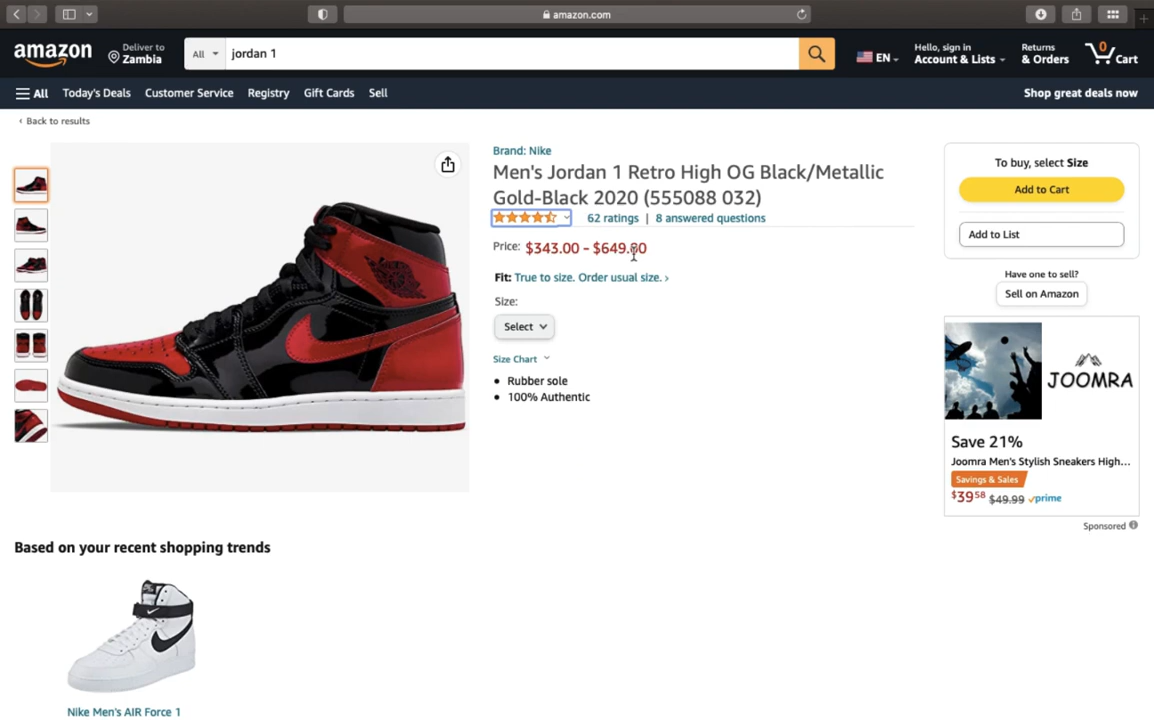 amazon.com
amazon
Deliver to
Zambia
All
jordan 1
EN
Hello, sign in
Account & Lists
Returns
& Orders
0
Cart
All
Today's Deals
Customer Service
Registry
Gift Cards
Sell
Shop great deals now
‹ Back to results
Brand: Nike
Men's Jordan 1 Retro High OG Black/Metallic
Gold-Black 2020 (555088 032)
62 ratings | 8 answered questions
Price: $343.00 - $649.00
Fit: True to size. Order usual size. ›
Size:
Select
Size Chart
• Rubber sole
• 100% Authentic
To buy, select Size
Add to Cart
Add to List
Have one to sell?
Sell on Amazon
JOOMRA
Save 21%
Joomra Men's Stylish Sneakers High...
Savings & Sales
$3958 $49.99 prime
Sponsored
Based on your recent shopping trends
Nike Men's AIR Force 1